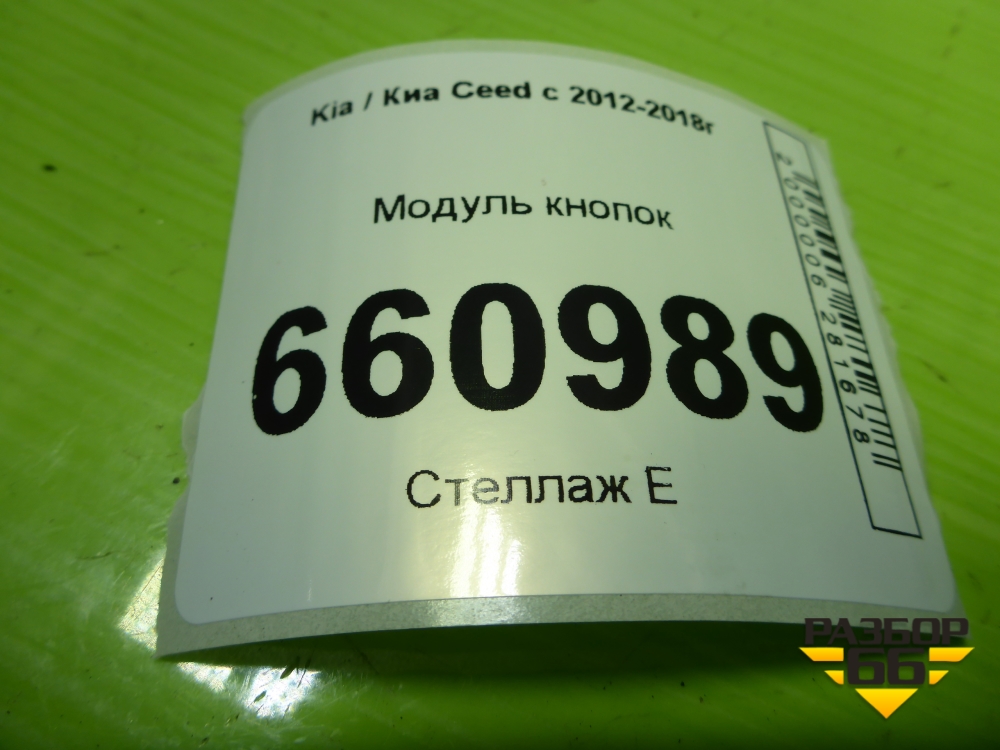 Kia / Киа Ceed с 2012-2018г
Модуль кнопок
660989
Стеллаж Е
2000006281678
РАЗБОР
66